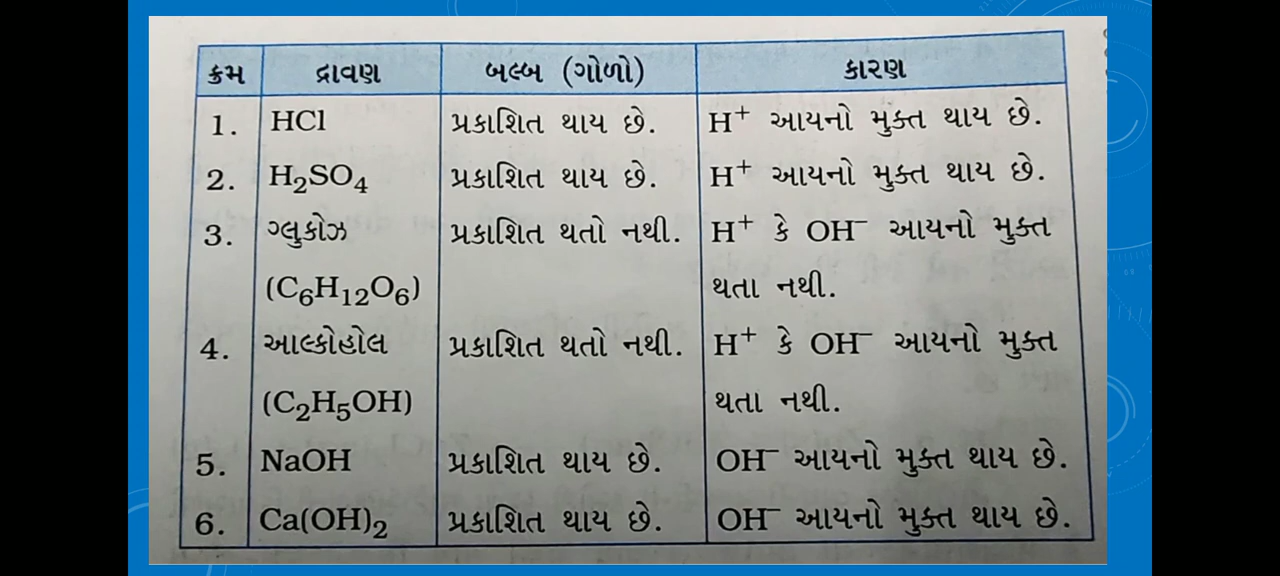 ક્રમ દ્રાવણ બલ્બ (ગોળો) કારણ
1. HCl પ્રકાશિત થાય છે. H⁺ આયનો મુક્ત થાય છે.
2. H₂SO₄ પ્રકાશિત થાય છે. H⁺ આયનો મુક્ત થાય છે.
3. ગ્લુકોઝ પ્રકાશિત થતો નથી. H⁺ કે OH⁻ આયનો મુક્ત
(C₆H₁₂O₆) થતા નથી.
4. આલ્કોહોલ પ્રકાશિત થતો નથી. H⁺ કે OH⁻ આયનો મુક્ત
(C₂H₅OH) થતા નથી.
5. NaOH પ્રકાશિત થાય છે. OH⁻ આયનો મુક્ત થાય છે.
6. Ca(OH)₂ પ્રકાશિત થાય છે. OH⁻ આયનો મુક્ત થાય છે.